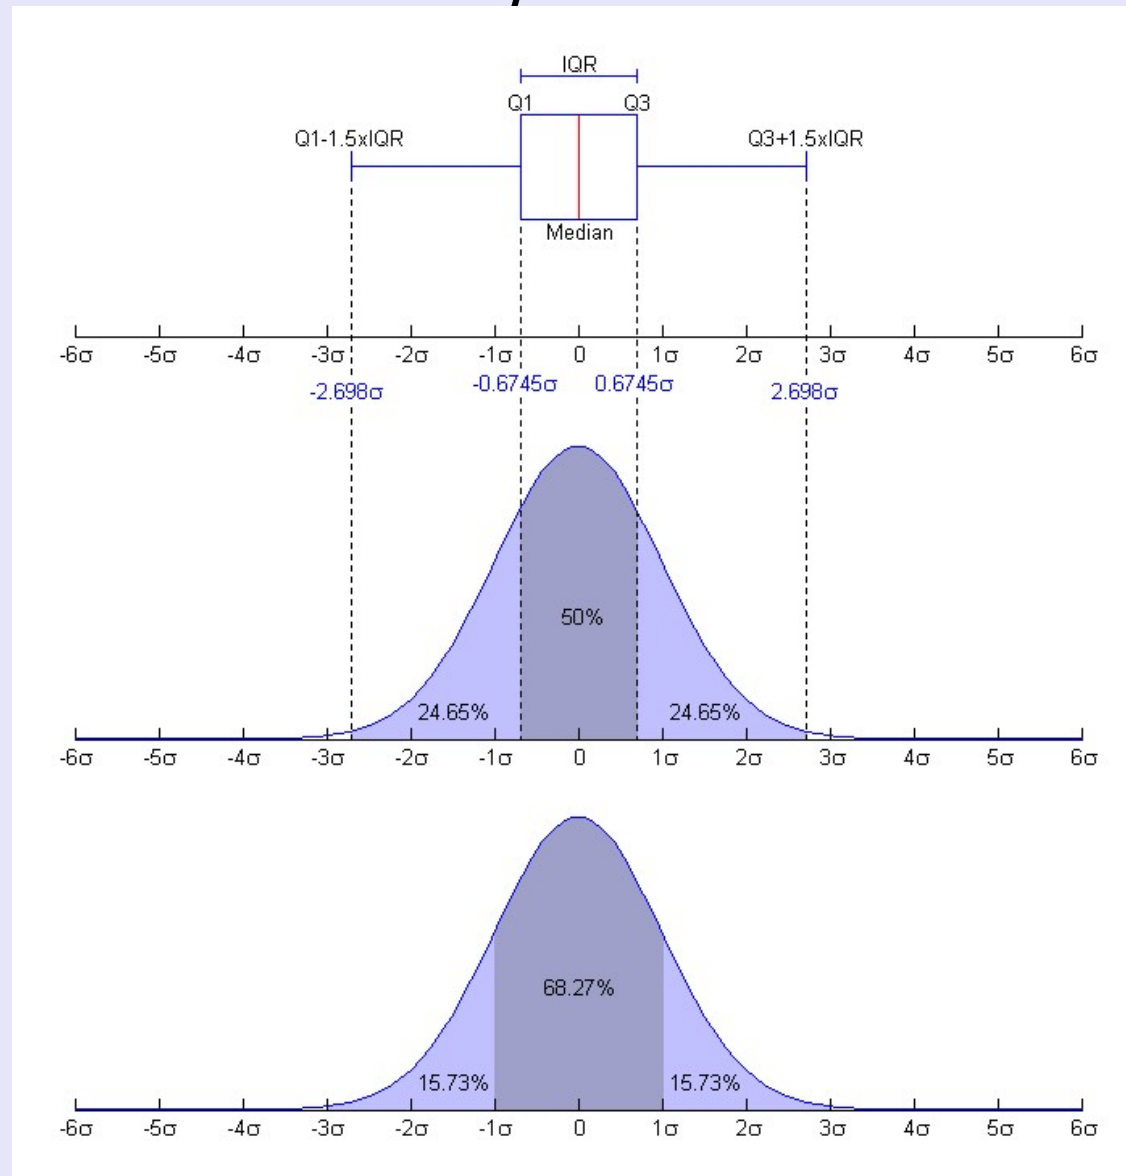 IQR
Q1 Q3
Q1-1.5xIQR Q3+1.5xIQR
Median
-6σ -5σ -4σ -3σ -2σ -1σ 0 1σ 2σ 3σ 4σ 5σ 6σ
-2.698σ -0.6745σ 0.6745σ 2.698σ
50%
24.65% 24.65%
-6σ -5σ -4σ -3σ -2σ -1σ 0 1σ 2σ 3σ 4σ 5σ 6σ
68.27%
15.73% 15.73%
-6σ -5σ -4σ -3σ -2σ -1σ 0 1σ 2σ 3σ 4σ 5σ 6σ